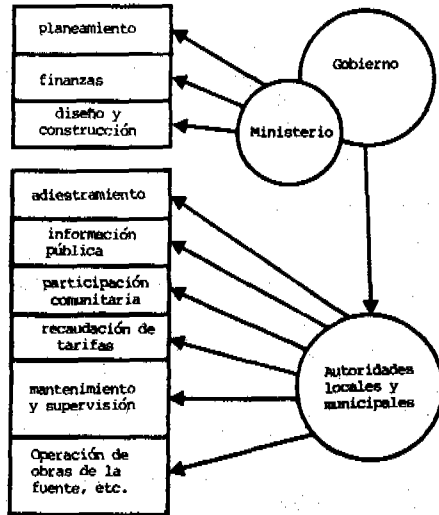 planeamiento
finanzas
diseño y
construcción
Gobierno
Ministerio
adiestramiento
información
pública
participación
comunitaria
recaudación de
tarifas
mantenimiento
y supervisión
Operación de
obras de la
fuente, etc.
Autoridades
locales y
municipales